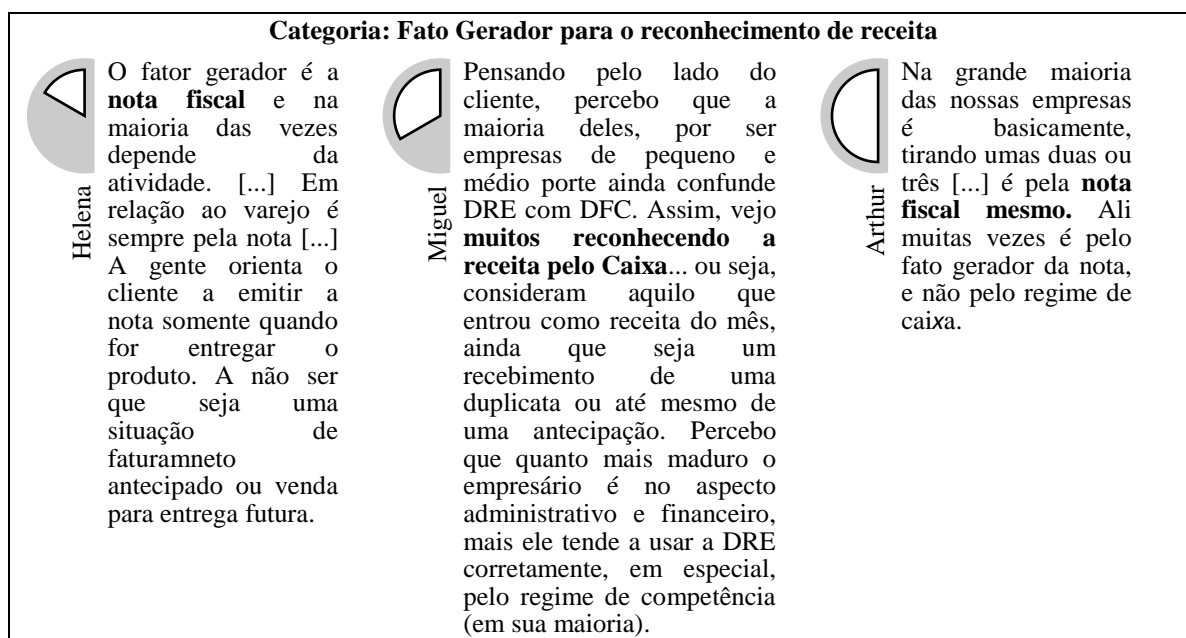 Categoria: Fato Gerador para o reconhecimento de receita
Helena
O fator gerador é a
nota fiscal e na
maioria das vezes
depende da
atividade. [...] Em
relação ao varejo é
sempre pela nota [...]
A gente orienta o
cliente a emitir a
nota somente quando
for entregar o
produto. A não ser
que seja uma
situação de
faturamneto
antecipado ou venda
para entrega futura.
Miguel
Pensando pelo lado do
cliente, percebo que a
maioria deles, por ser
empresas de pequeno e
médio porte ainda confunde
DRE com DFC. Assim, vejo
muitos reconhecendo a
receita pelo Caixa... ou seja,
consideram aquilo que
entrou como receita do mês,
ainda que seja um
recebimento de uma
duplicata ou até mesmo de
uma antecipação. Percebo
que quanto mais maduro o
empresário é no aspecto
administrativo e financeiro,
mais ele tende a usar a DRE
corretamente, em especial,
pelo regime de competência
(em sua maioria).
Arthur
Na grande maioria
das nossas empresas
é basicamente,
tirando umas duas ou
três [...] é pela nota
fiscal mesmo. Ali
muitas vezes é pelo
fato gerador da nota,
e não pelo regime de
caixa.